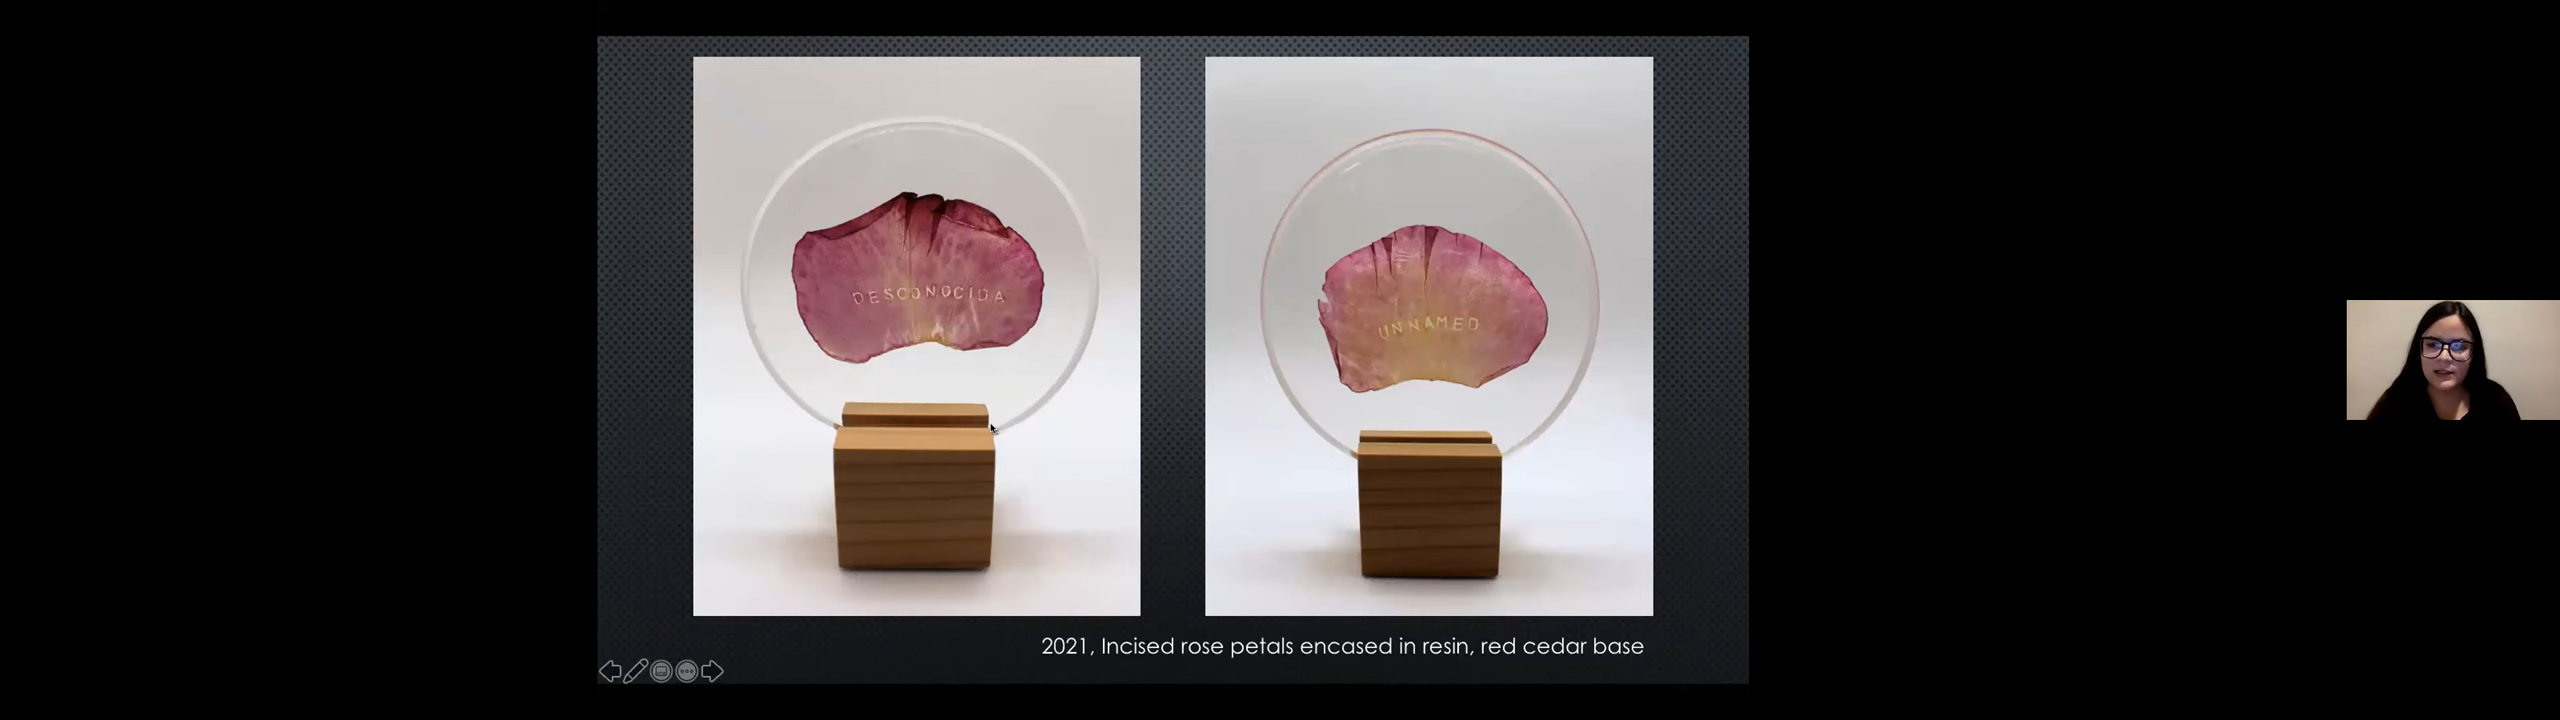 DESCONOCIDA
UNNAMED
2021, Incised rose petals encased in resin, red cedar base